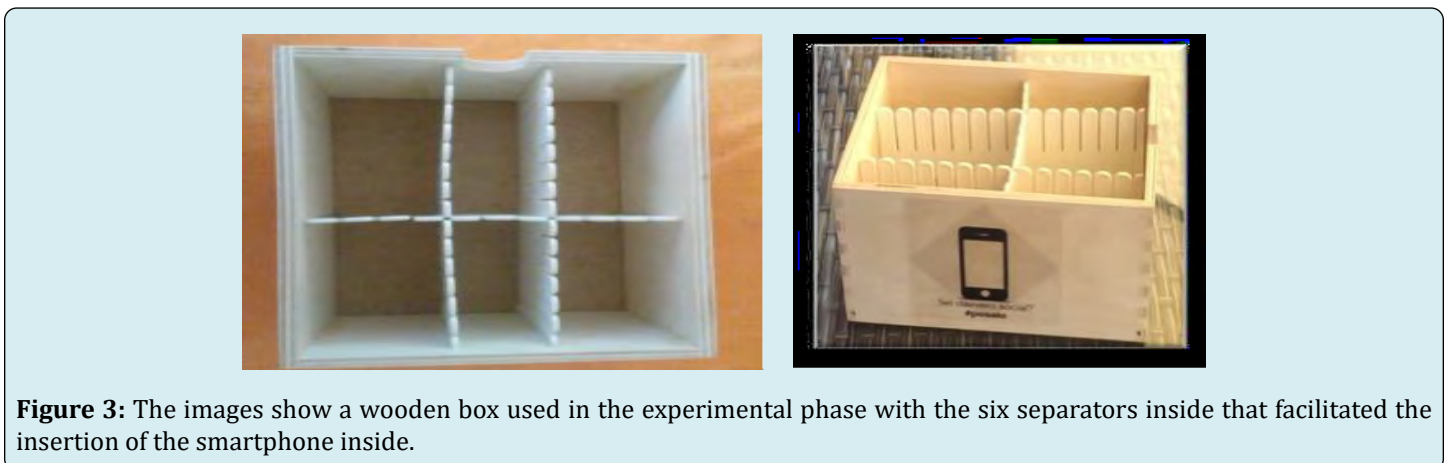 #posalo
Figure 3: The images show a wooden box used in the experimental phase with the six separators inside that facilitated the
insertion of the smartphone inside.